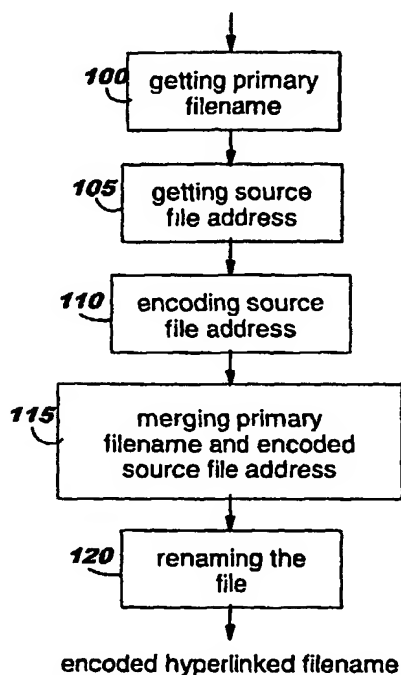 100
getting primary
filename
105
getting source
file address
110
encoding source
file address
115
merging primary
filename and encoded
source file address
120
renaming the
file
encoded hyperlinked filename